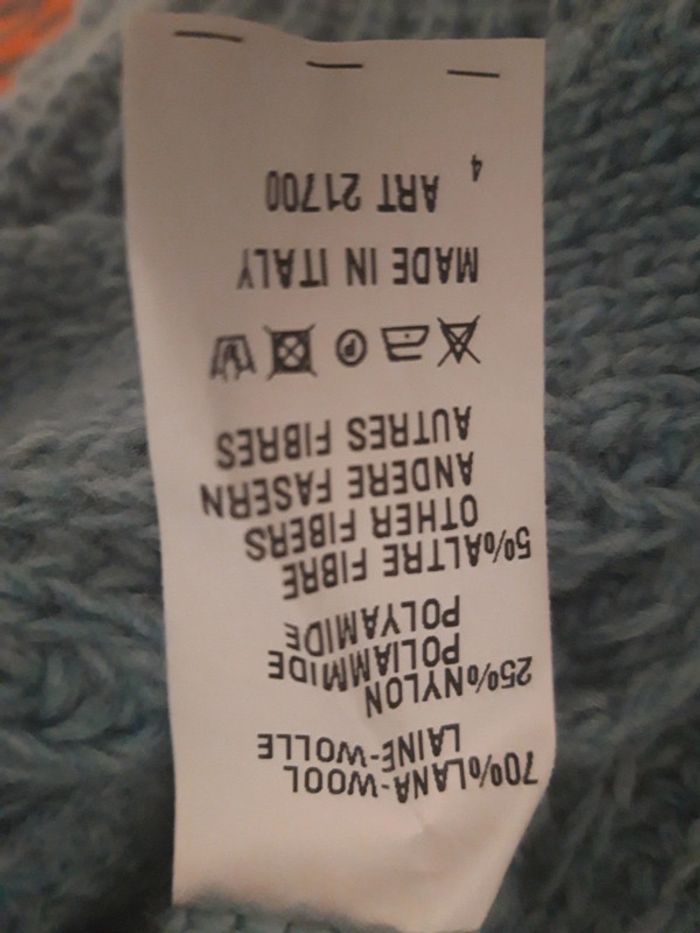 70%LANA-WOOL
LAINE-WOLLE
25%NYLON
POLIAMMIDE
POLYAMIDE
5%ALTRE FIBRE
OTHER FIBERS
ANDERE FASERN
AUTRES FIBRES
P
MADE IN ITALY
ART 21700
4